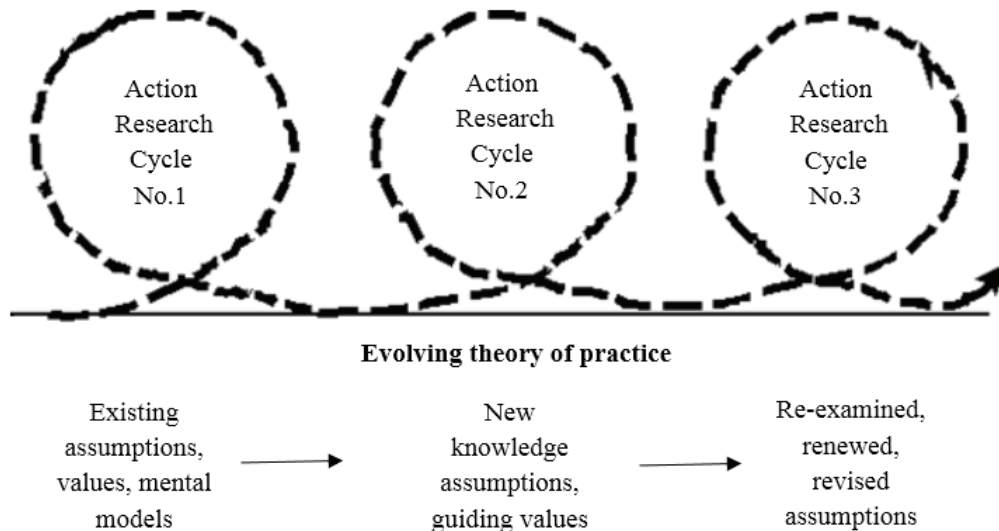 Action
Research
Cycle
No.1
Action
Research
Cycle
No.2
Action
Research
Cycle
No.3
Evolving theory of practice
Existing
assumptions,
values, mental
models
New
knowledge
assumptions,
guiding values
Re-examined,
renewed,
revised
assumptions